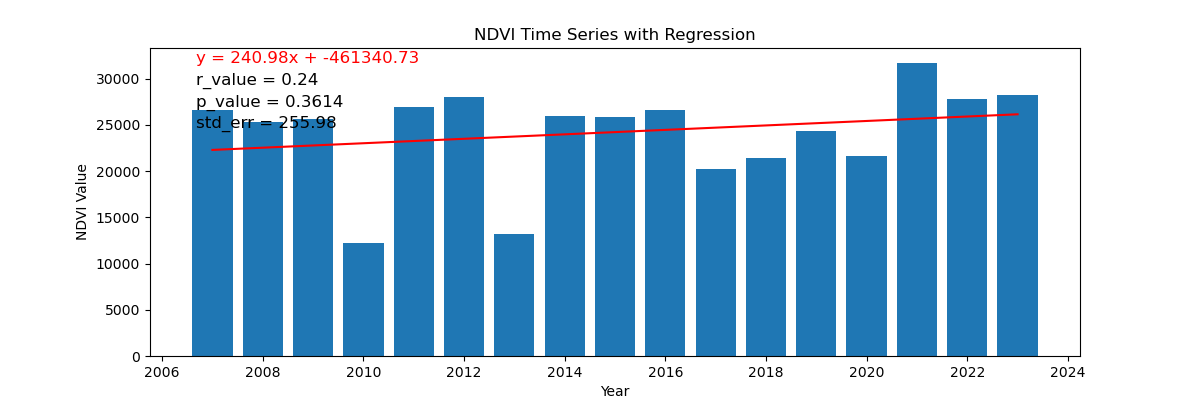 NDVI Time Series with Regression
y = 240.98x + -461340.73
r_value = 0.24
p_value = 0.3614
std_err = 255.98
NDVI Value
30000
25000
20000
15000
10000
5000
0
2006 2008 2010 2012 2014 2016 2018 2020 2022 2024
Year